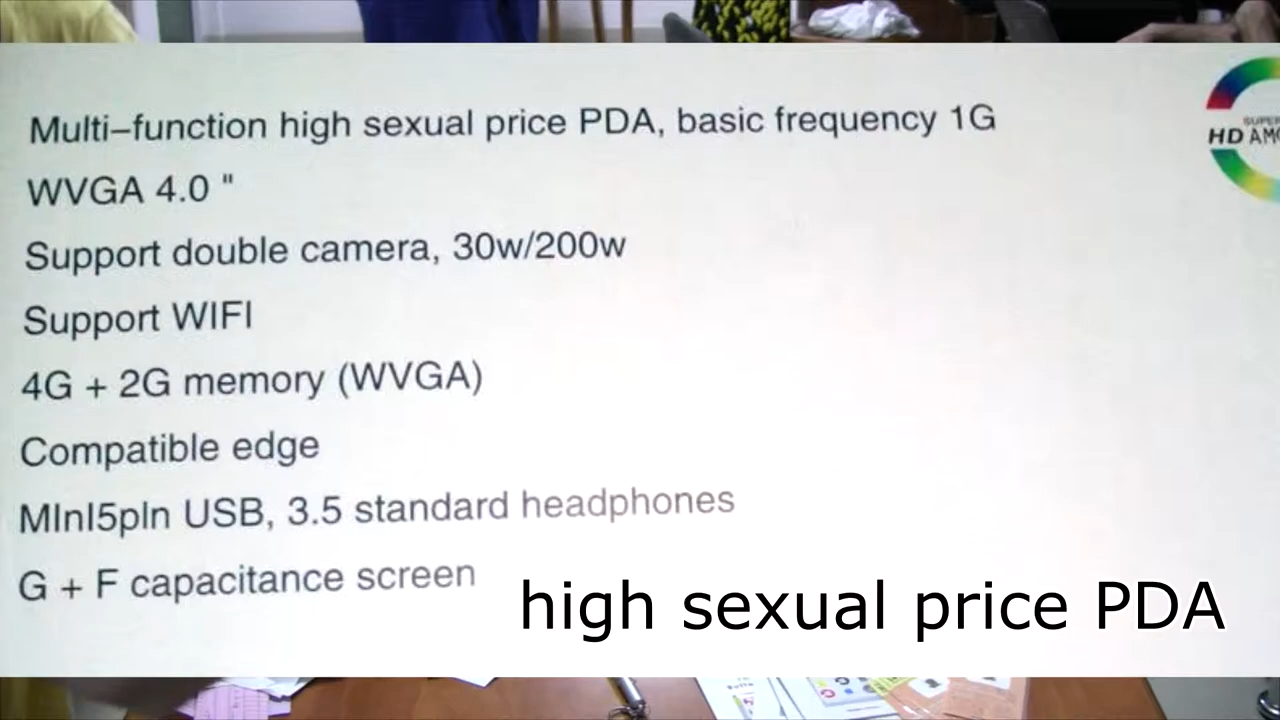 Multi–function high sexual price PDA, basic frequency 1G
SUPER
HD AMO
WVGA 4.0 "
Support double camera, 30w/200w
Support WIFI
4G + 2G memory (WVGA)
Compatible edge
MInI5pIn USB, 3.5 standard headphones
G + F capacitance screen
high sexual price PDA